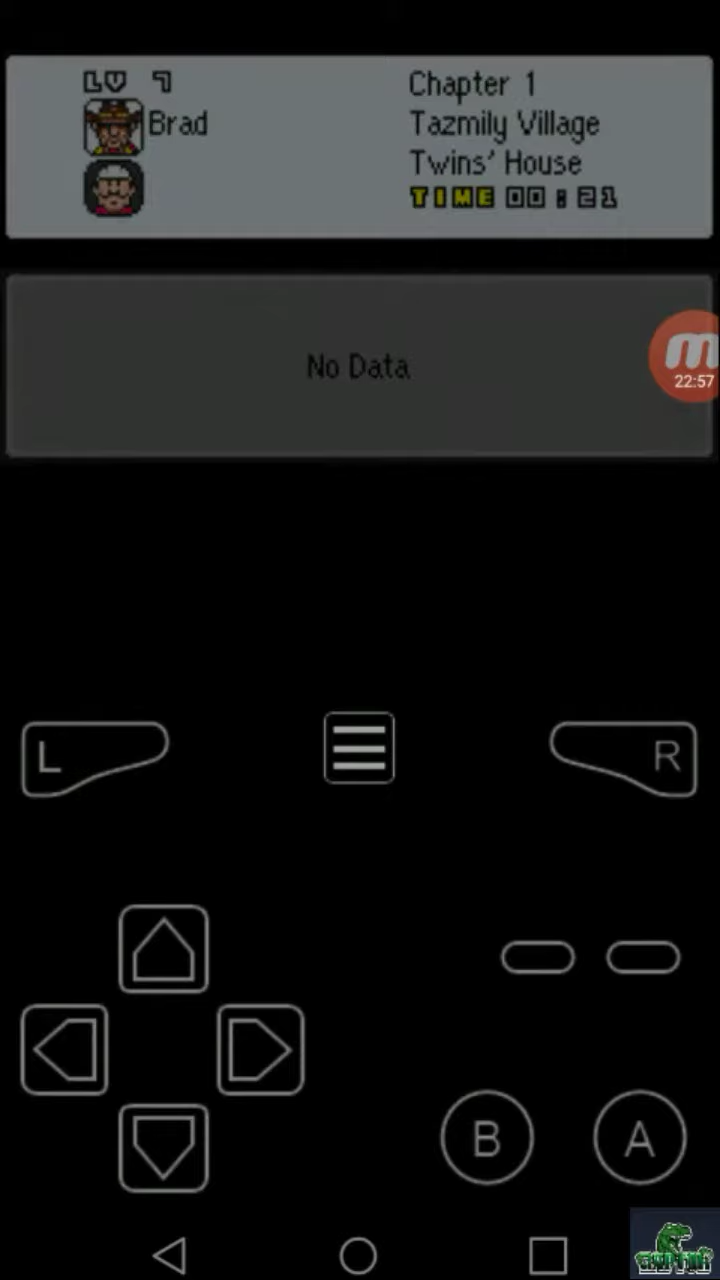 LV 7
Brad
Chapter 1
Tazmily Village
Twins' House
TIME 00:21
No Data
m
22:57
L
R
B
A